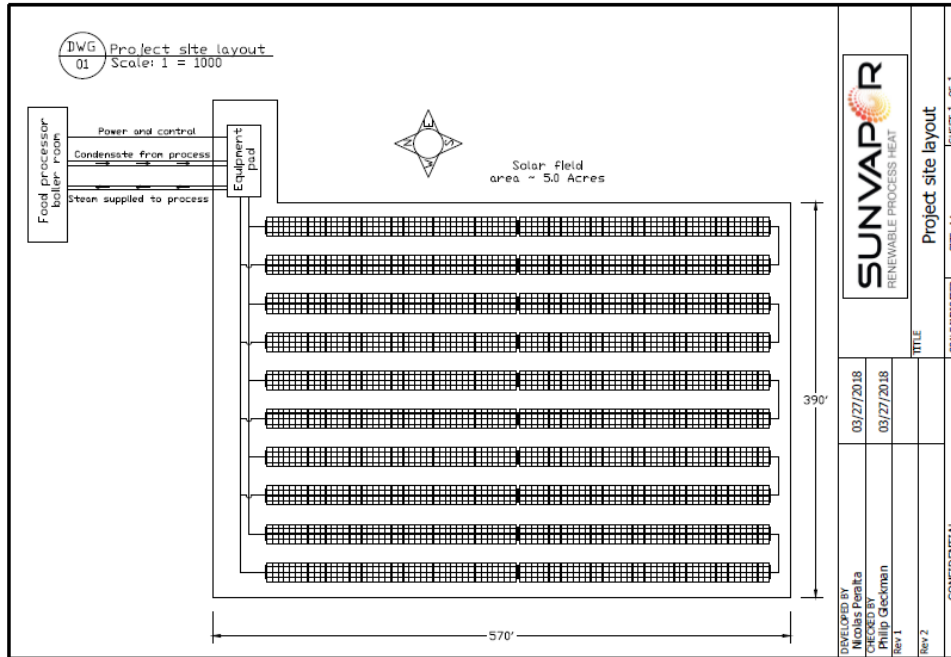 DWG
01
Project site layout
Scale: 1 = 1000
Food processor
boiler room
Power and control
Condensate from process
Steam supplied to process
Equipment
pad
E
N
S
W
Solar field
area ~ 5.0 Acres
390'
570'
SUNVAPOR
RENEWABLE PROCESS HEAT
TITLE
Project site layout
DEVELOPED BY
Nicolas Peralta
03/27/2018
CHECKED BY
Philip Gleckman
03/27/2018
Rev 1
Rev 2